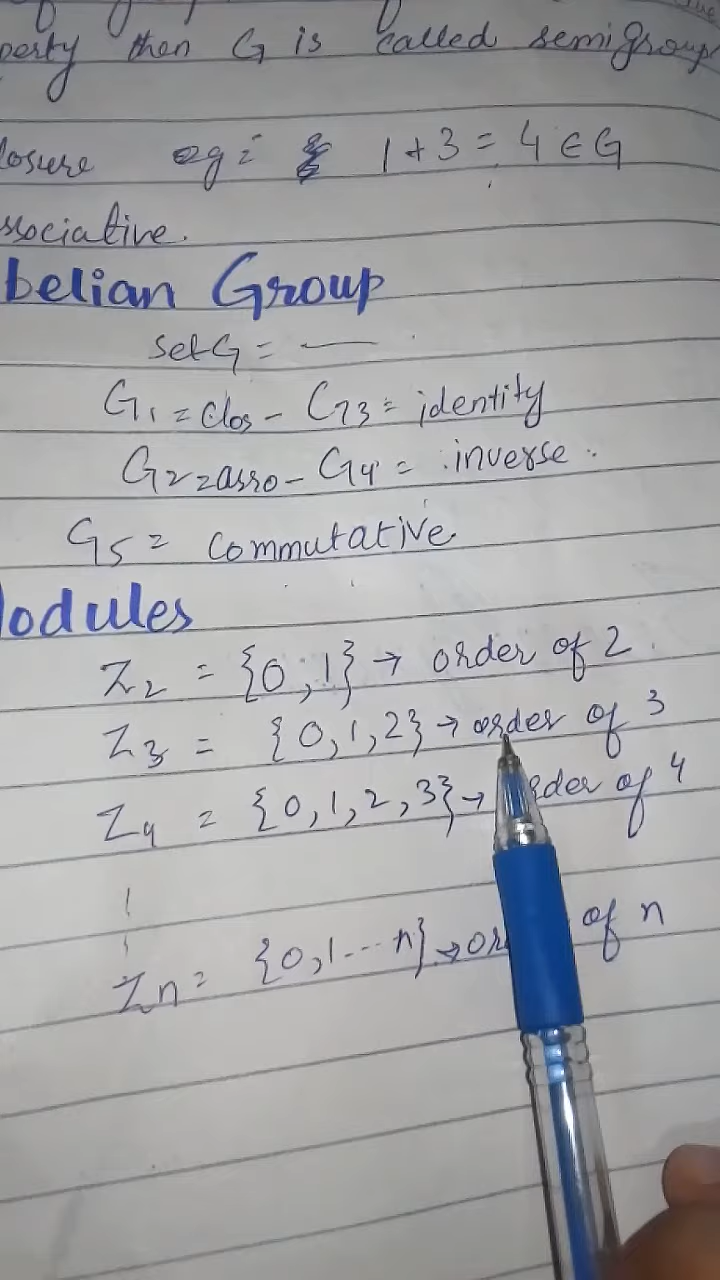 perty then G is called semigroup
losure eg = 1 + 3 = 4 ∈ G
ssociative.
belian Group
set G = —
G1 = clos - G3 = identity
G2 = asso - G4 = inverse.
G5 = commutative
odules
Z2 = {0, 1} → order of 2.
Z3 = {0, 1, 2} → order of 3
Z4 = {0, 1, 2, 3} → rder of 4
Zn = {0, 1 --- n} → or of n